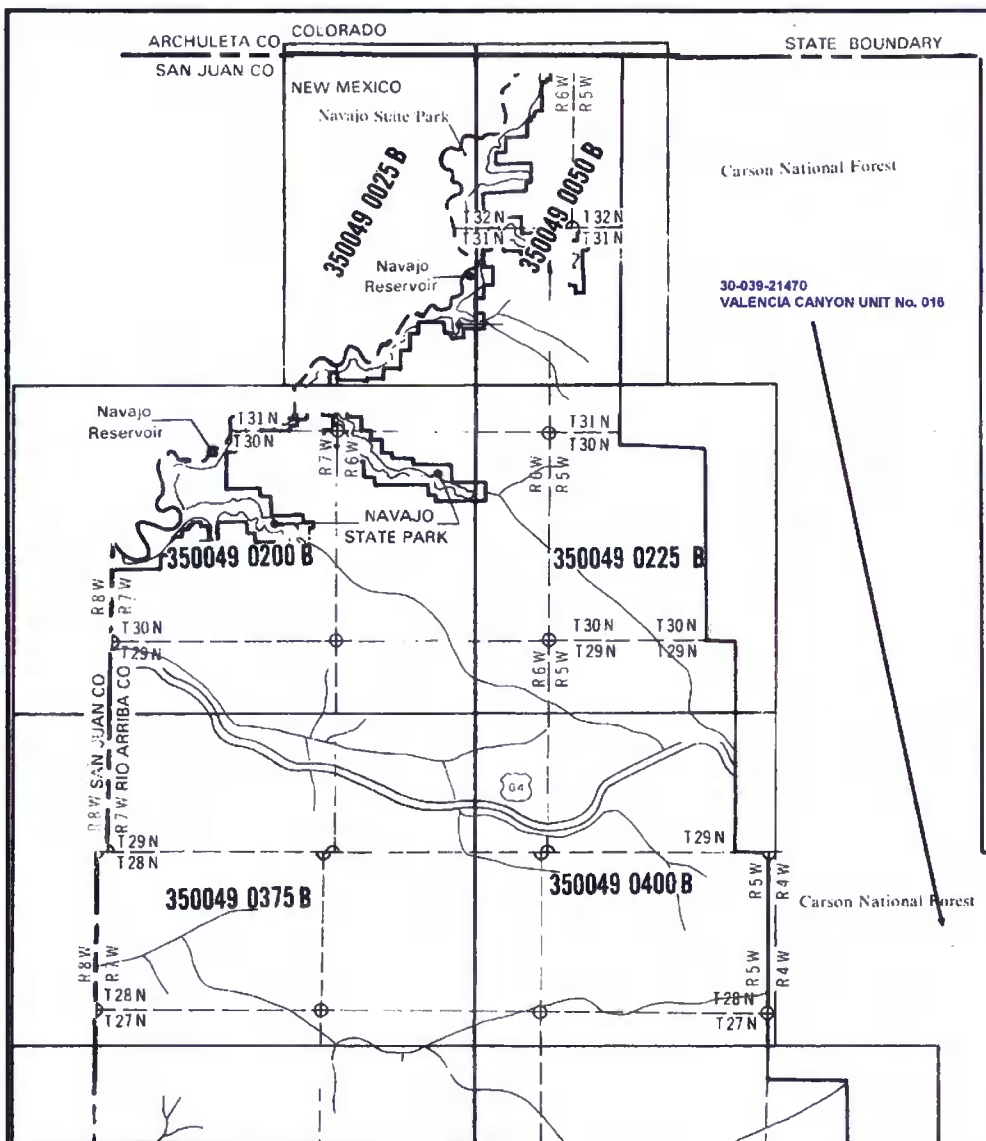 ARCHULETA CO
COLORADO
STATE BOUNDARY
SAN JUAN CO
NEW MEXICO
Navajo State Park
R6W
R5W
Carson National Forest
350049 0025 B
350049 0050 B
T32N
T32N
T31N
T31N
Navajo
Reservoir
30-039-21470
VALENCIA CANYON UNIT No. 016
Navajo
Reservoir
T31N
T30N
R7W
R6W
T31N
T30N
R6W
R5W
NAVAJO
STATE PARK
350049 0200 B
350049 0225 B
R8W
R7W
T30N
T29N
T30N
T29N
T30N
T29N
R6W
R5W
R8W SAN JUAN CO
R7W RIO ARRIBA CO
64
T29N
T28N
T29N
350049 0375 B
350049 0400 B
R5W
R4W
Carson National Forest
R8W
R7W
R5W
R4W
T28N
T27N
T28N
T27N